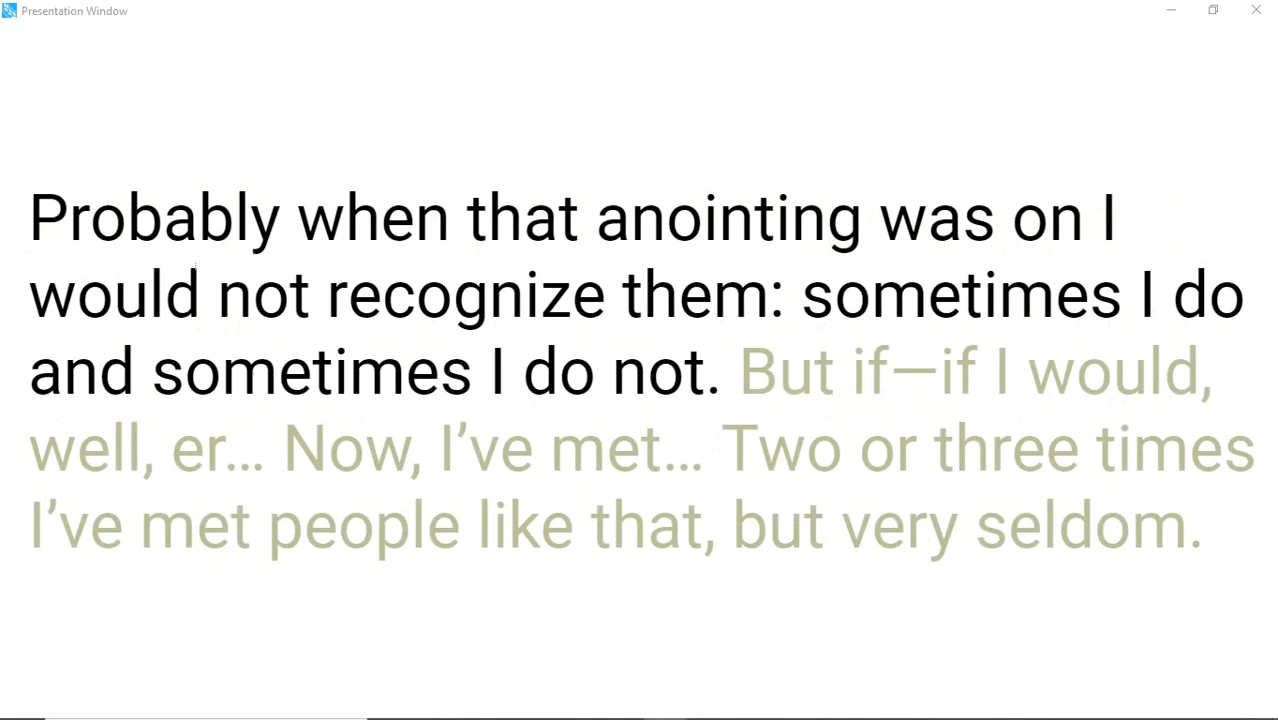 Presentation Window
Probably when that anointing was on I
would not recognize them: sometimes I do
and sometimes I do not. But if—if I would,
well, er… Now, I’ve met… Two or three times
I’ve met people like that, but very seldom.